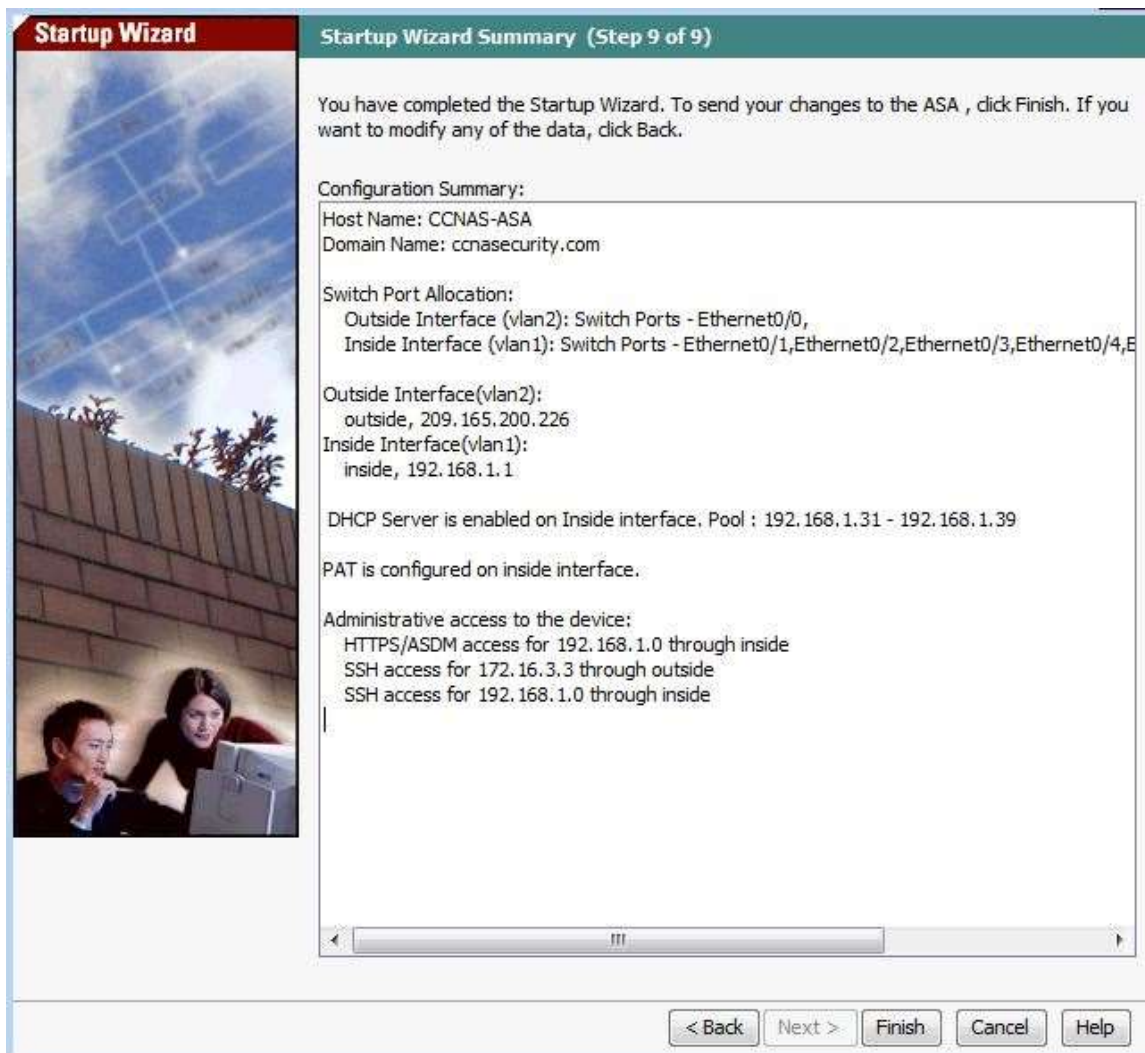 Startup Wizard
Startup Wizard Summary (Step 9 of 9)
You have completed the Startup Wizard. To send your changes to the ASA , click Finish. If you
want to modify any of the data, click Back.
Configuration Summary:
Host Name: CCNAS-ASA
Domain Name: ccnasecurity.com
Switch Port Allocation:
Outside Interface (vlan2): Switch Ports - Ethernet0/0,
Inside Interface (vlan1): Switch Ports - Ethernet0/1,Ethernet0/2,Ethernet0/3,Ethernet0/4,E
Outside Interface(vlan2):
outside, 209.165.200.226
Inside Interface(vlan1):
inside, 192.168.1.1
DHCP Server is enabled on Inside interface. Pool : 192.168.1.31 - 192.168.1.39
PAT is configured on inside interface.
Administrative access to the device:
HTTPS/ASDM access for 192.168.1.0 through inside
SSH access for 172.16.3.3 through outside
SSH access for 192.168.1.0 through inside
< Back Next > Finish Cancel Help